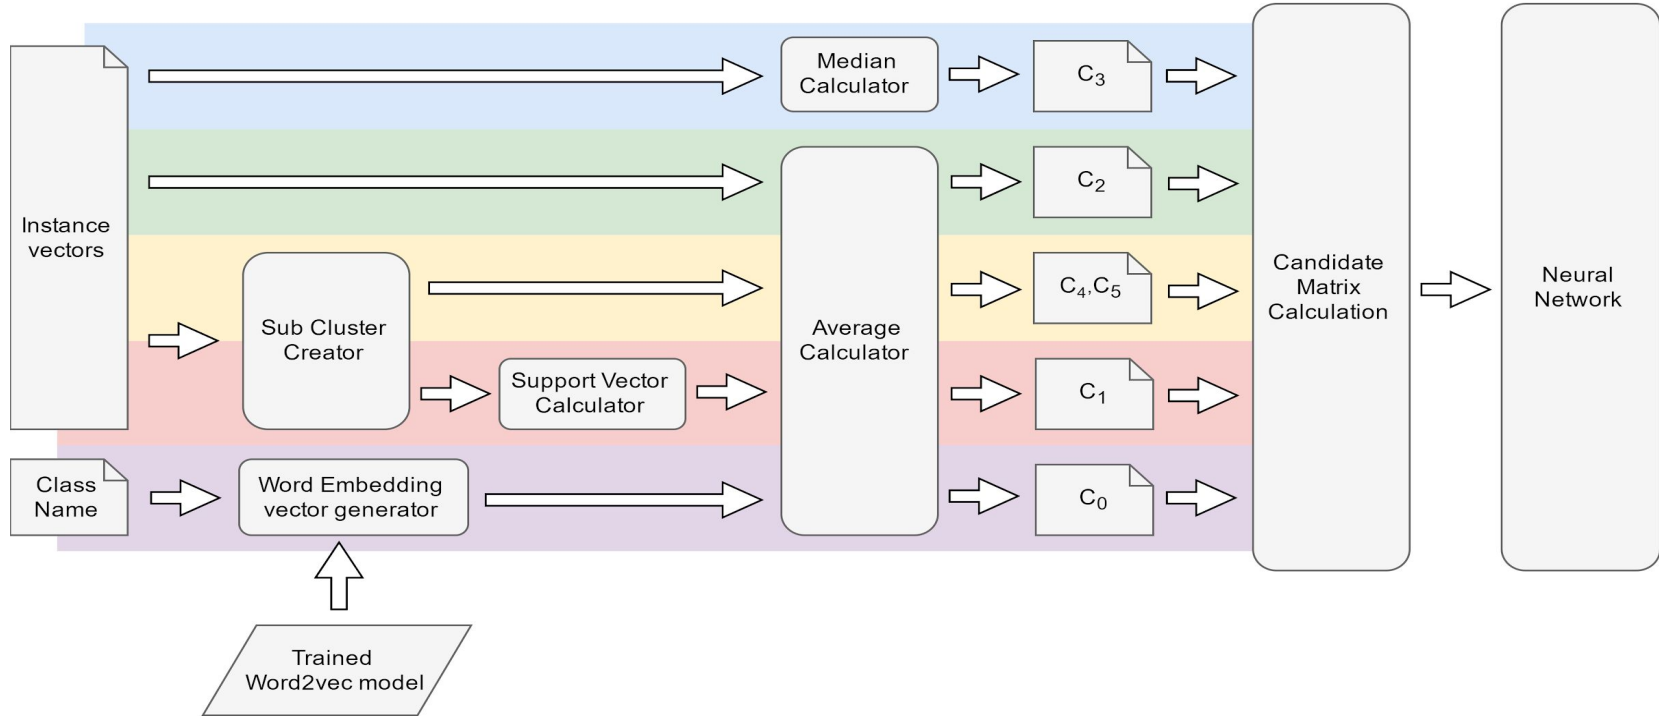 Median
Calculator
C₃
Instance
vectors
C₂
Sub Cluster
Creator
C₄,C₅
Support Vector
Calculator
Average
Calculator
C₁
Candidate
Matrix
Calculation
Neural
Network
Class
Name
Word Embedding
vector generator
C₀
Trained
Word2vec model